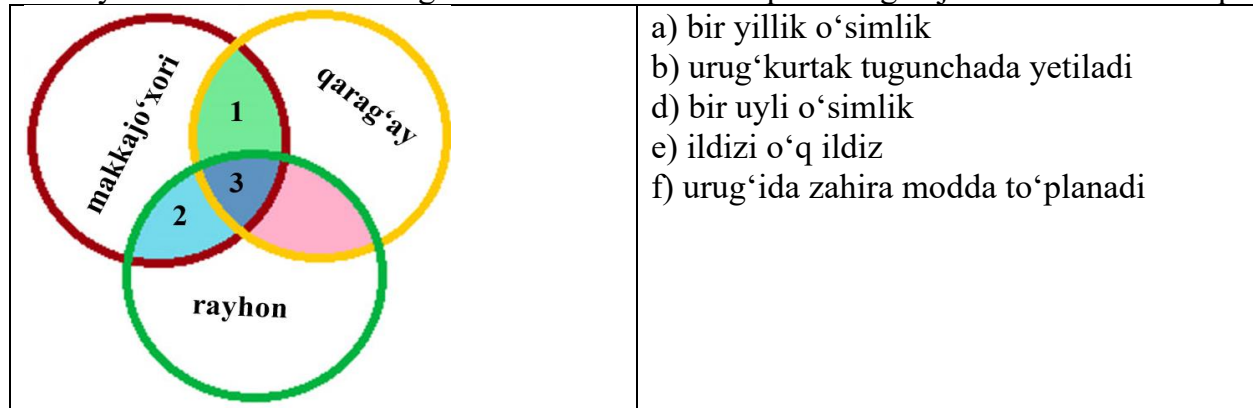 makkajo‘xori
qarag‘ay
1
3
2
rayhon
a) bir yillik o‘simlik
b) urug‘kurtak tugunchada yetiladi
d) bir uyli o‘simlik
e) ildizi o‘q ildiz
f) urug‘ida zahira modda to‘planadi